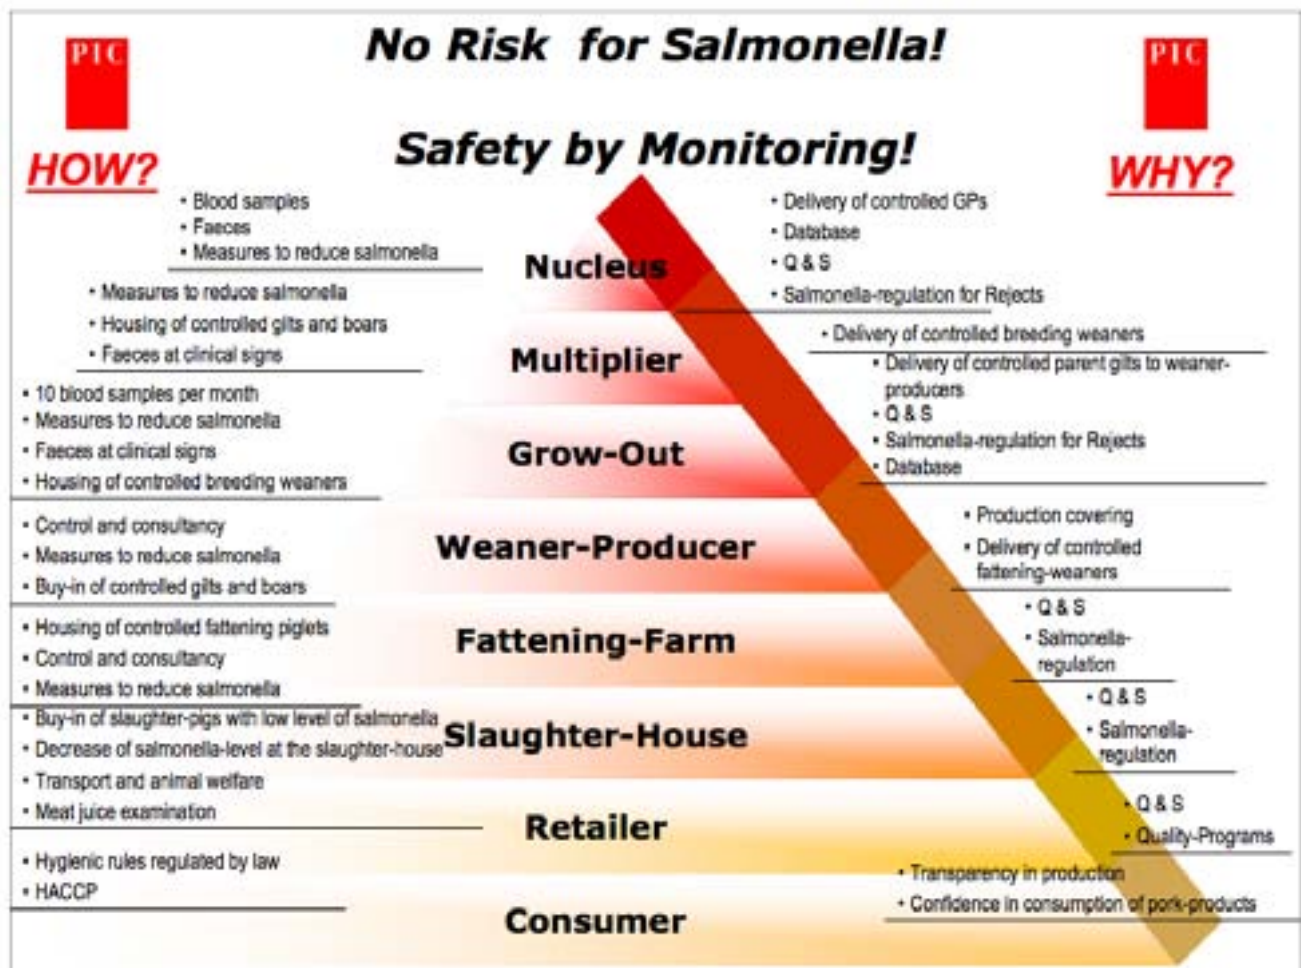 PIC
No Risk for Salmonella!
PIC
Safety by Monitoring!
HOW?
WHY?
• Blood samples
• Faeces
• Measures to reduce salmonella
• Measures to reduce salmonella
• Housing of controlled gilts and boars
• Faeces at clinical signs
• 10 blood samples per month
• Measures to reduce salmonella
• Faeces at clinical signs
• Housing of controlled breeding weaners
• Control and consultancy
• Measures to reduce salmonella
• Buy-in of controlled gilts and boars
• Housing of controlled fattening piglets
• Control and consultancy
• Measures to reduce salmonella
• Buy-in of slaughter-pigs with low level of salmonella
• Decrease of salmonella-level at the slaughter-house
• Transport and animal welfare
• Meat juice examination
• Hygienic rules regulated by law
• HACCP
Nucleus
Multiplier
Grow-Out
Weaner-Producer
Fattening-Farm
Slaughter-House
Retailer
Consumer
• Delivery of controlled GPs
• Database
• Q & S
• Salmonella-regulation for Rejects
• Delivery of controlled breeding weaners
• Delivery of controlled parent gilts to weaner-
producers
• Q & S
• Salmonella-regulation for Rejects
• Database
• Production covering
• Delivery of controlled
fattening-weaners
• Q & S
• Salmonella-
regulation
• Q & S
• Salmonella-
regulation
• Q & S
• Quality-Programs
• Transparency in production
• Confidence in consumption of pork-products